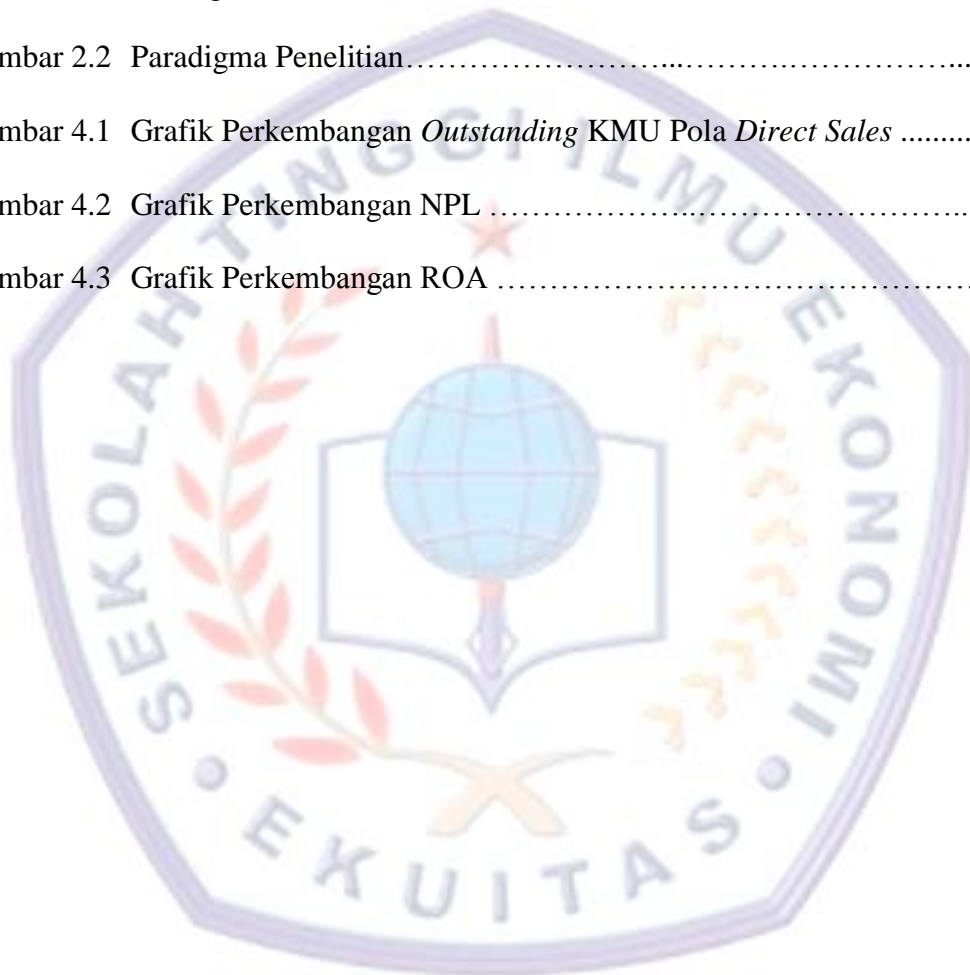 mbar 2.2 Paradigma Penelitian……………………...……….……………...
mbar 4.1 Grafik Perkembangan Outstanding KMU Pola Direct Sales .........
mbar 4.2 Grafik Perkembangan NPL ………………..…………………….
mbar 4.3 Grafik Perkembangan ROA ………………………………………
SEKOLAH TINGGI ILMU EKONOMI
EKUITAS